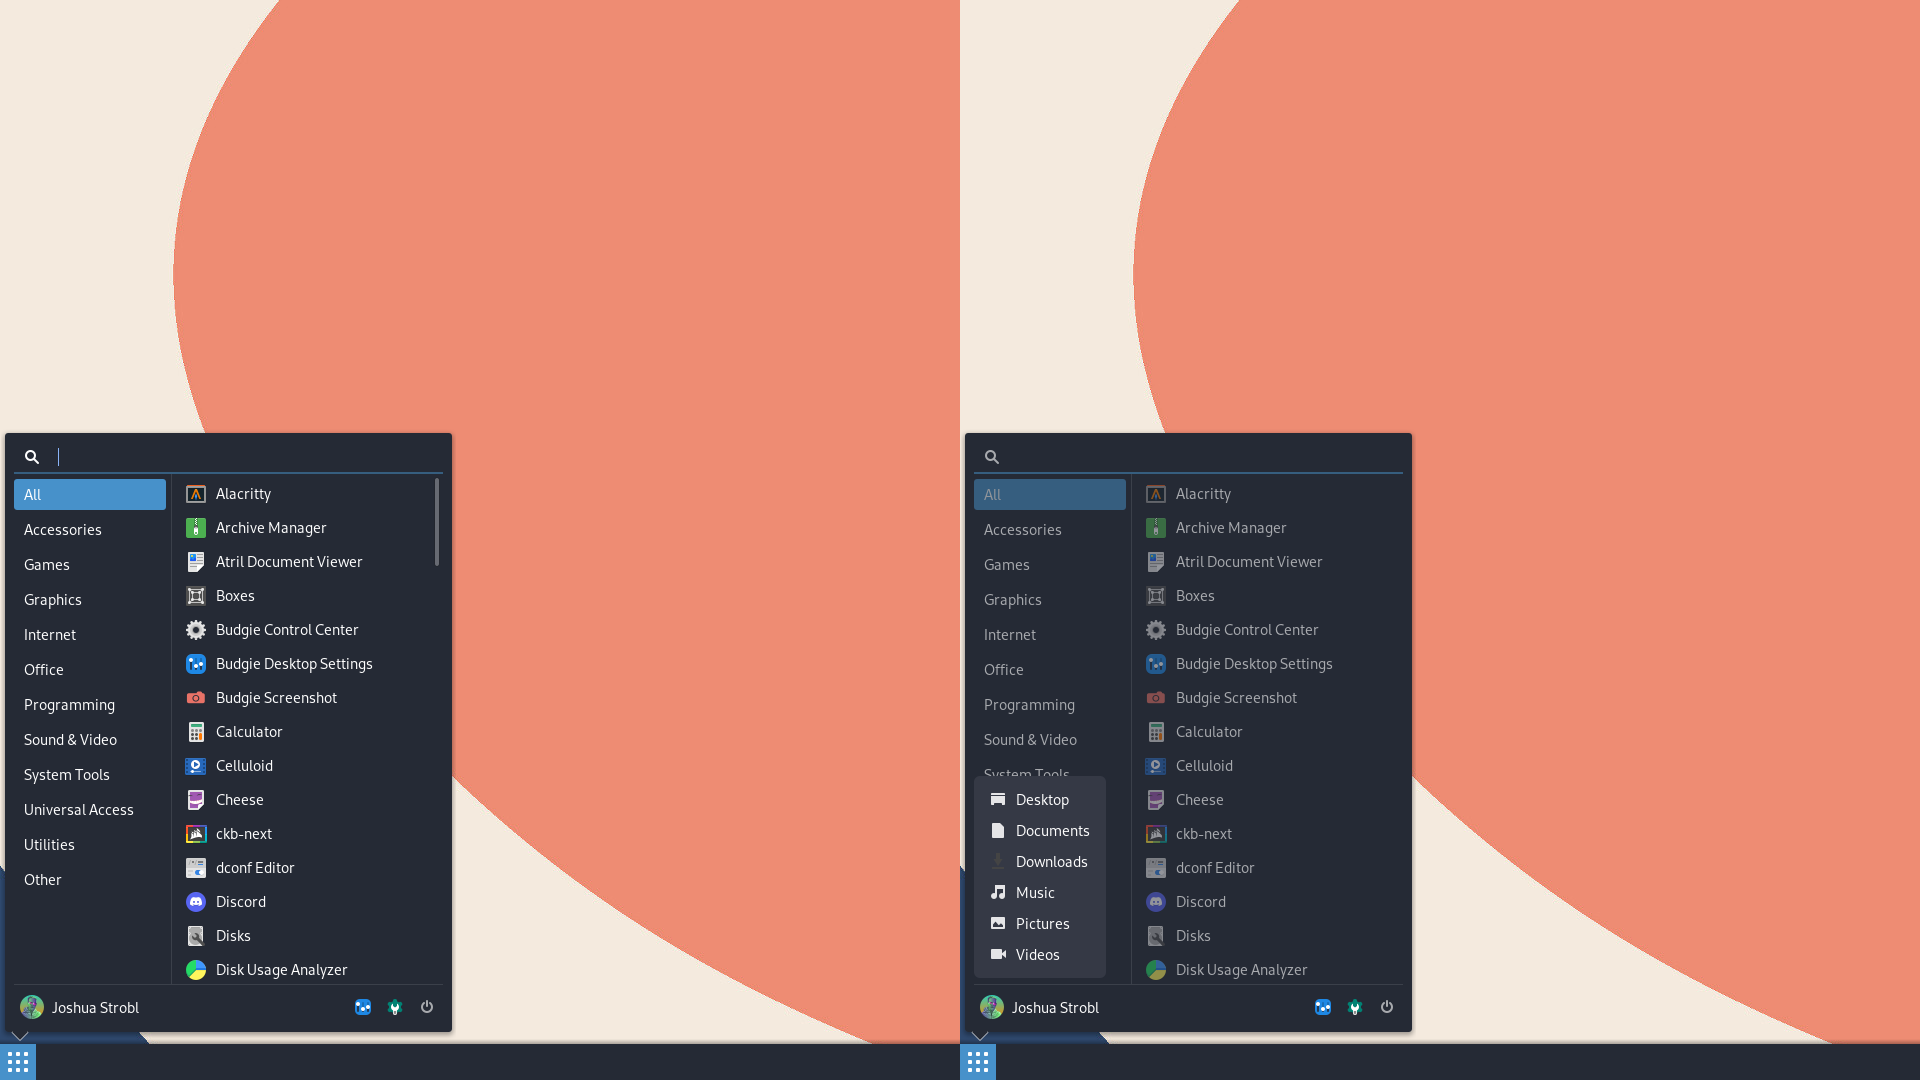 All
Accessories
Games
Graphics
Internet
Office
Programming
Sound & Video
System Tools
Universal Access
Utilities
Other
Alacritty
Archive Manager
Atril Document Viewer
Boxes
Budgie Control Center
Budgie Desktop Settings
Budgie Screenshot
Calculator
Celluloid
Cheese
ckb-next
dconf Editor
Discord
Disks
Disk Usage Analyzer
Joshua Strobl
All
Accessories
Games
Graphics
Internet
Office
Programming
Sound & Video
System Tools
Desktop
Documents
Downloads
Music
Pictures
Videos
Alacritty
Archive Manager
Atril Document Viewer
Boxes
Budgie Control Center
Budgie Desktop Settings
Budgie Screenshot
Calculator
Celluloid
Cheese
ckb-next
dconf Editor
Discord
Disks
Disk Usage Analyzer
Joshua Strobl